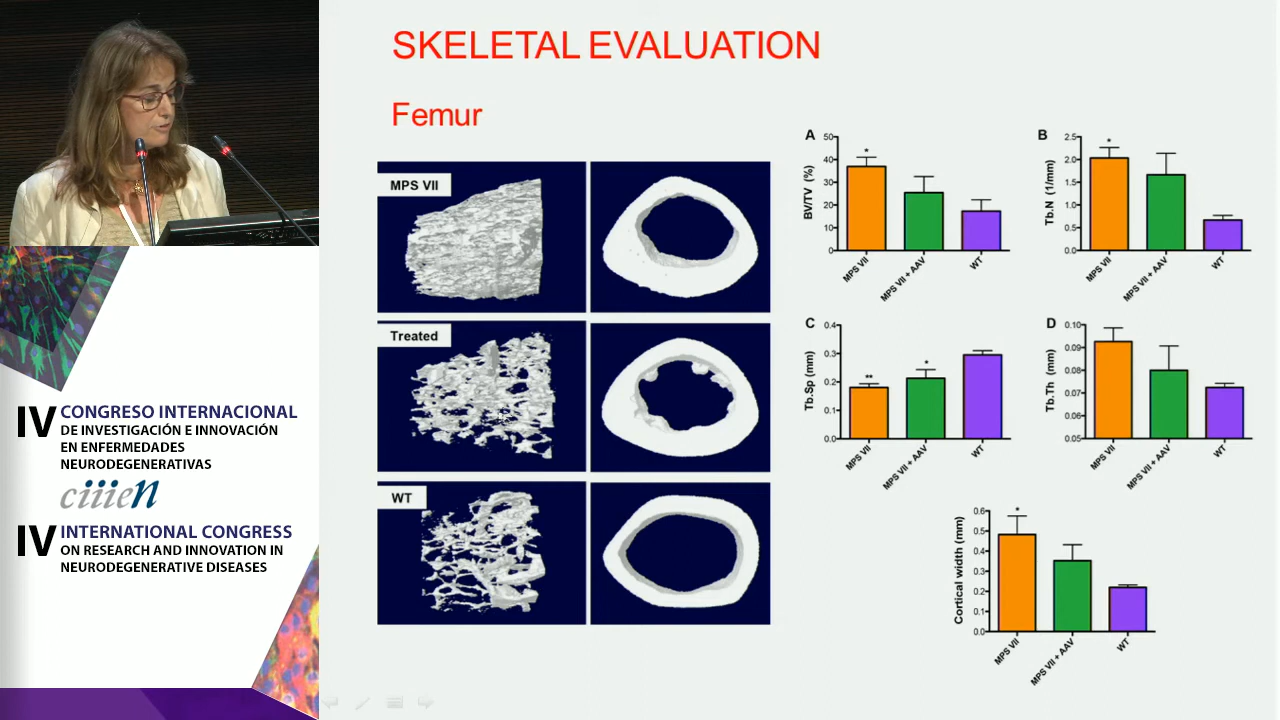 SKELETAL EVALUATION
Femur
MPS VII
Treated
WT
A
50
40
30
20
10
0
BV/TV (%)
*
MPS VII
MPS VII + AAV
WT
B
2.5
2.0
1.5
1.0
0.5
0.0
Tb.N (1/mm)
*
MPS VII
MPS VII + AAV
WT
C
0.4
0.3
0.2
0.1
0.0
Tb.Sp (mm)
**
*
MPS VII
MPS VII + AAV
WT
D
0.10
0.09
0.08
0.07
0.06
0.05
Tb.Th (mm)
MPS VII
MPS VII + AAV
WT
0.6
0.5
0.4
0.3
0.2
0.1
0.0
Cortical width (mm)
*
MPS VII
MPS VII + AAV
WT
IV CONGRESO INTERNACIONAL
DE INVESTIGACIÓN E INNOVACIÓN
EN ENFERMEDADES
NEURODEGENERATIVAS
ciiien
IV INTERNATIONAL CONGRESS
ON RESEARCH AND INNOVATION IN
NEURODEGENERATIVE DISEASES